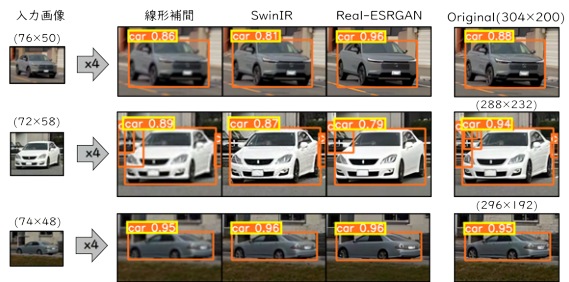 入力画像 線形補間 SwinIR Real-ESRGAN Original(304×200)
(76×50)
x4 car 0.86 car 0.81 car 0.96 car 0.88
(288×232)
(72×58)
x4 car 0.89 car 0.87 car 0.79 car 0.94
(296×192)
(74×48)
x4 car 0.95 car 0.96 car 0.96 car 0.95